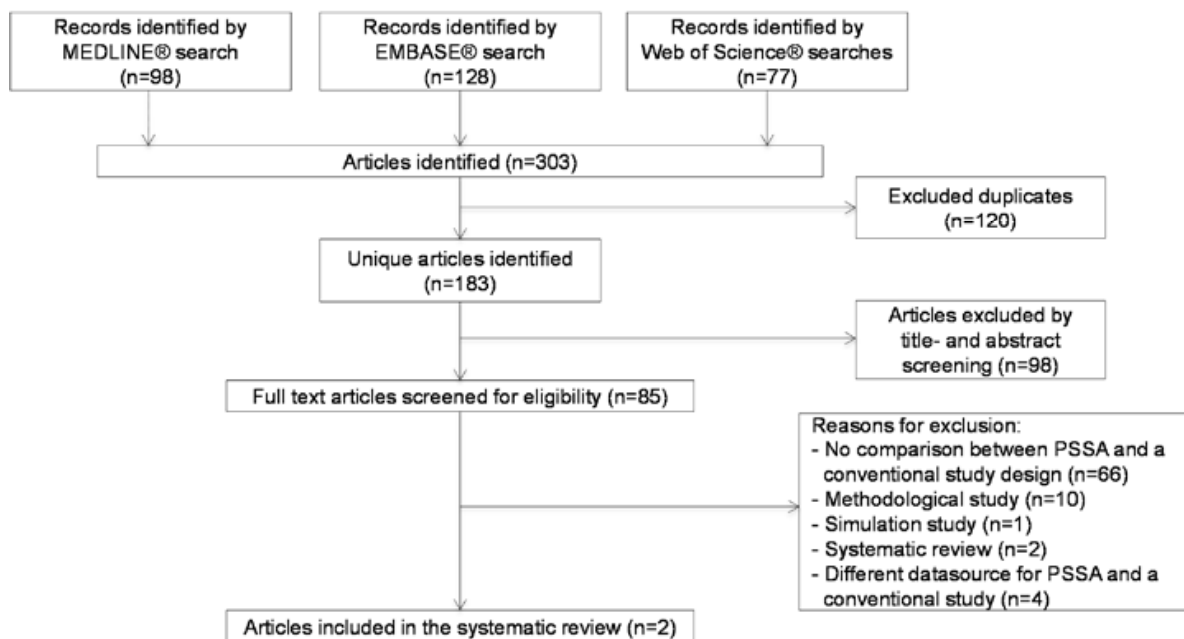 Records identified by
MEDLINE® search
(n=98)
Records identified by
EMBASE® search
(n=128)
Records identified by
Web of Science® searches
(n=77)
Articles identified (n=303)
Excluded duplicates
(n=120)
Unique articles identified
(n=183)
Articles excluded by
title- and abstract
screening (n=98)
Full text articles screened for eligibility (n=85)
Reasons for exclusion:
- No comparison between PSSA and a
conventional study design (n=66)
- Methodological study (n=10)
- Simulation study (n=1)
- Systematic review (n=2)
- Different datasource for PSSA and a
conventional study (n=4)
Articles included in the systematic review (n=2)